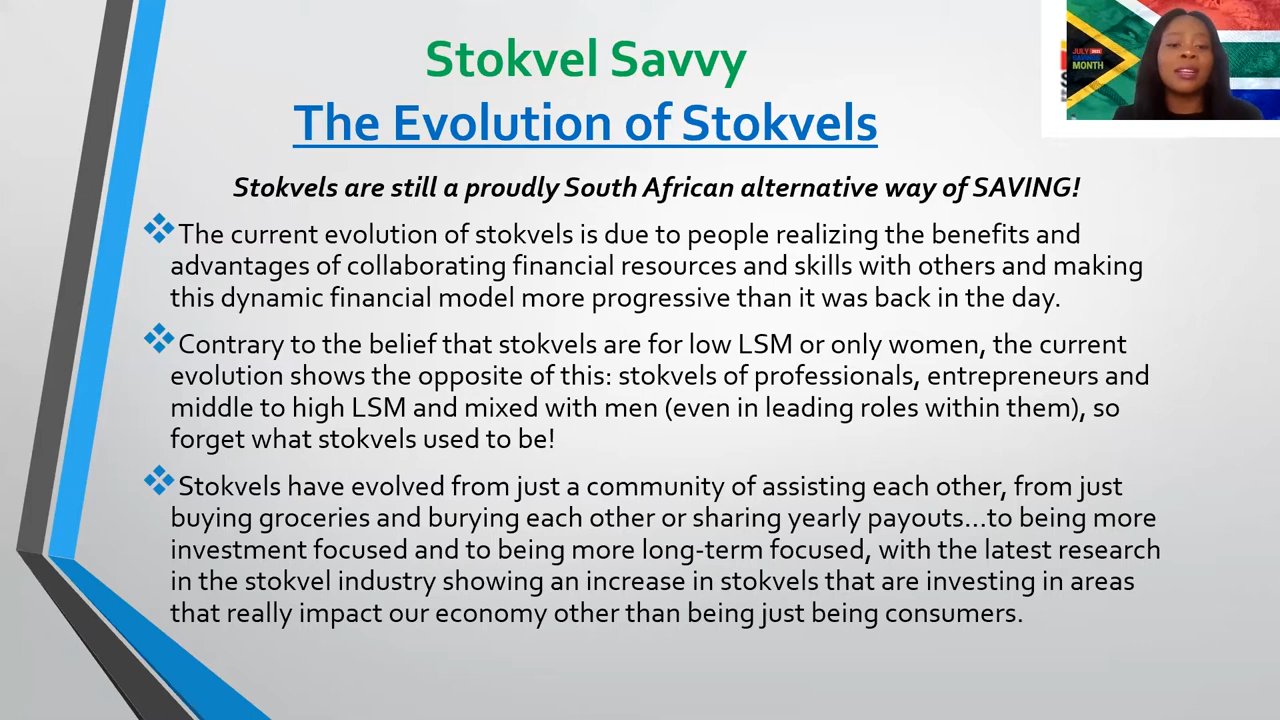 Stokvel Savvy
The Evolution of Stokvels
Stokvels are still a proudly South African alternative way of SAVING!
The current evolution of stokvels is due to people realizing the benefits and
advantages of collaborating financial resources and skills with others and making
this dynamic financial model more progressive than it was back in the day.
Contrary to the belief that stokvels are for low LSM or only women, the current
evolution shows the opposite of this: stokvels of professionals, entrepreneurs and
middle to high LSM and mixed with men (even in leading roles within them), so
forget what stokvels used to be!
Stokvels have evolved from just a community of assisting each other, from just
buying groceries and burying each other or sharing yearly payouts...to being more
investment focused and to being more long-term focused, with the latest research
in the stokvel industry showing an increase in stokvels that are investing in areas
that really impact our economy other than being just being consumers.
JULY
SAVINGS
MONTH